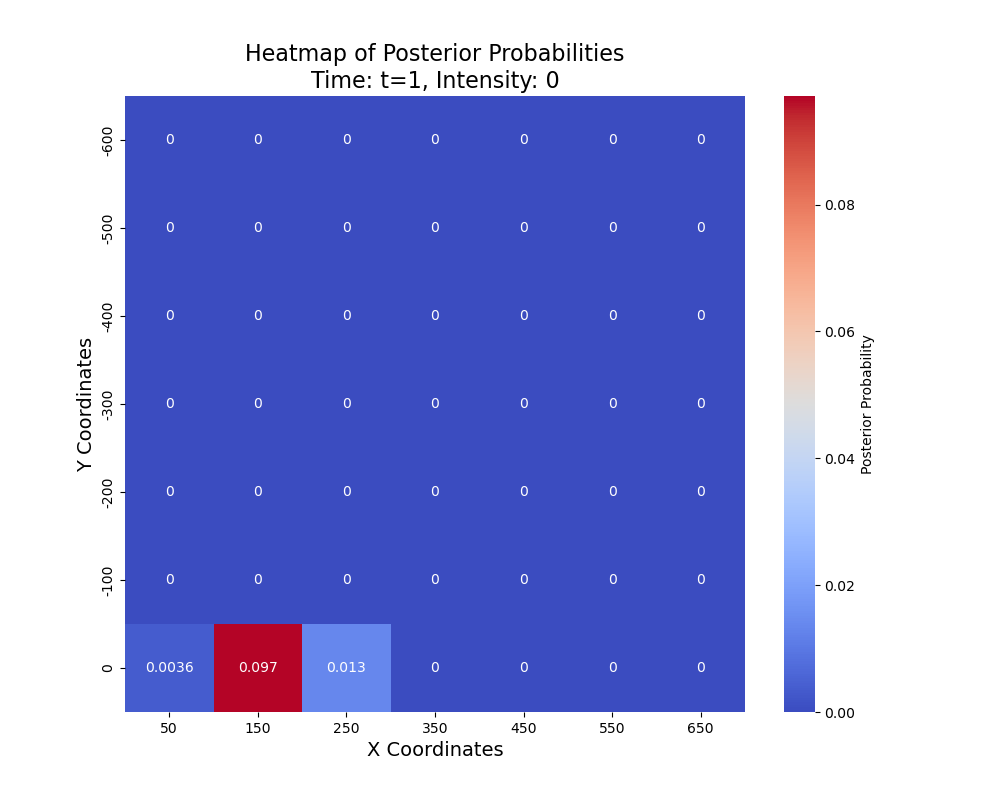 Heatmap of Posterior Probabilities
Time: t=1, Intensity: 0
Y Coordinates
-600 0 0 0 0 0 0 0
-500 0 0 0 0 0 0 0
-400 0 0 0 0 0 0 0
-300 0 0 0 0 0 0 0
-200 0 0 0 0 0 0 0
-100 0 0 0 0 0 0 0
0 0.0036 0.097 0.013 0 0 0 0
50 150 250 350 450 550 650
X Coordinates
0.08
0.06
0.04
0.02
0.00
Posterior Probability